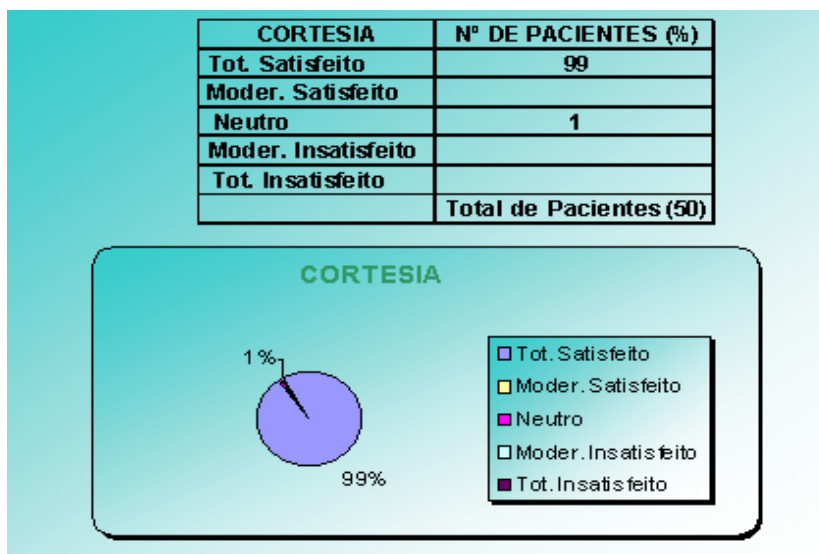 CORTESIA Nº DE PACIENTES (%)
Tot. Satisfeito 99
Moder. Satisfeito
Neutro 1
Moder. Insatisfeito
Tot. Insatisfeito
Total de Pacientes (50)
CORTESIA
1%
99%
Tot. Satisfeito
Moder. Satisfeito
Neutro
Moder. Insatisfeito
Tot. Insatisfeito